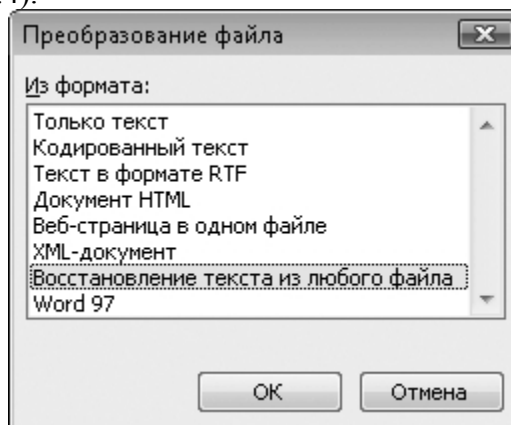 Преобразование файла
Из формата:
Только текст
Кодированный текст
Текст в формате RTF
Документ HTML
Веб-страница в одном файле
XML-документ
Восстановление текста из любого файла
Word 97
ОК
Отмена